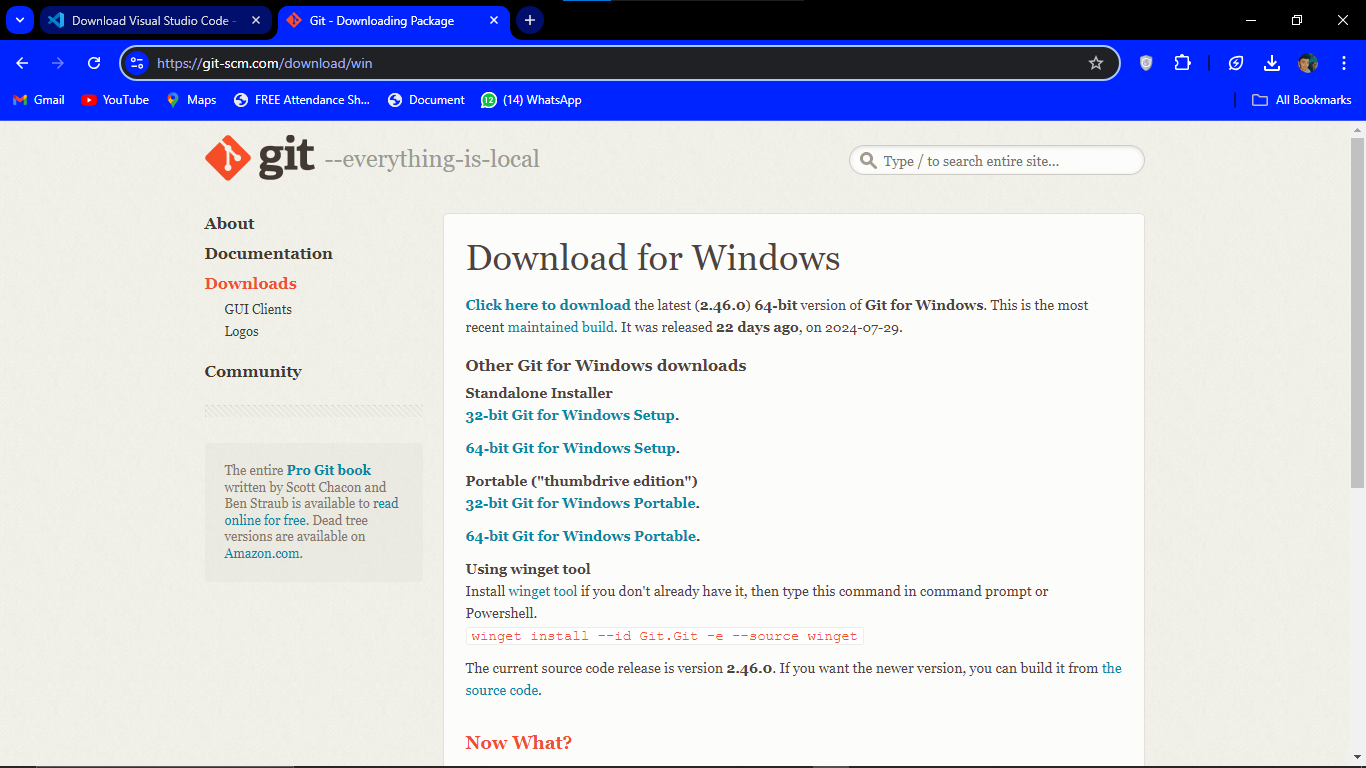 Download Visual Studio Code -
Git - Downloading Package
https://git-scm.com/download/win
Gmail
YouTube
Maps
FREE Attendance Sh...
Document
12
(14) WhatsApp
All Bookmarks
git --everything-is-local
Type / to search entire site...
About
Documentation
Downloads
GUI Clients
Logos
Community
The entire Pro Git book
written by Scott Chacon and
Ben Straub is available to read
online for free. Dead tree
versions are available on
Amazon.com.
Download for Windows
Click here to download the latest (2.46.0) 64-bit version of Git for Windows. This is the most
recent maintained build. It was released 22 days ago, on 2024-07-29.
Other Git for Windows downloads
Standalone Installer
32-bit Git for Windows Setup.
64-bit Git for Windows Setup.
Portable ("thumbdrive edition")
32-bit Git for Windows Portable.
64-bit Git for Windows Portable.
Using winget tool
Install winget tool if you don't already have it, then type this command in command prompt or
Powershell.
winget install --id Git.Git -e --source winget
The current source code release is version 2.46.0. If you want the newer version, you can build it from the
source code.
Now What?